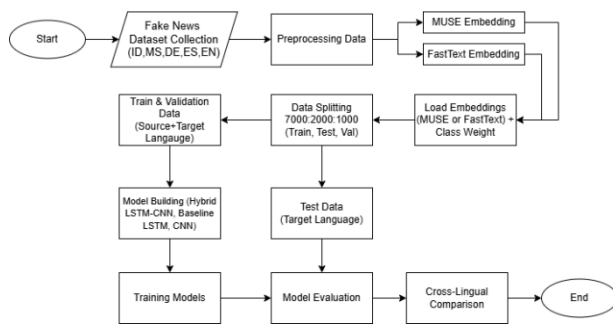 Start
Fake News
Dataset Collection
(ID,MS,DE,ES,EN)
Preprocessing Data
MUSE Embedding
FastText Embedding
Train & Validation
Data
(Source+Target
Langauge)
Data Splitting
7000:2000:1000
(Train, Test, Val)
Load Embeddings
(MUSE or FastText) +
Class Weight
Model Building (Hybrid
LSTM-CNN, Baseline
LSTM, CNN)
Test Data
(Target Language)
Training Models
Model Evaluation
Cross-Lingual
Comparison
End